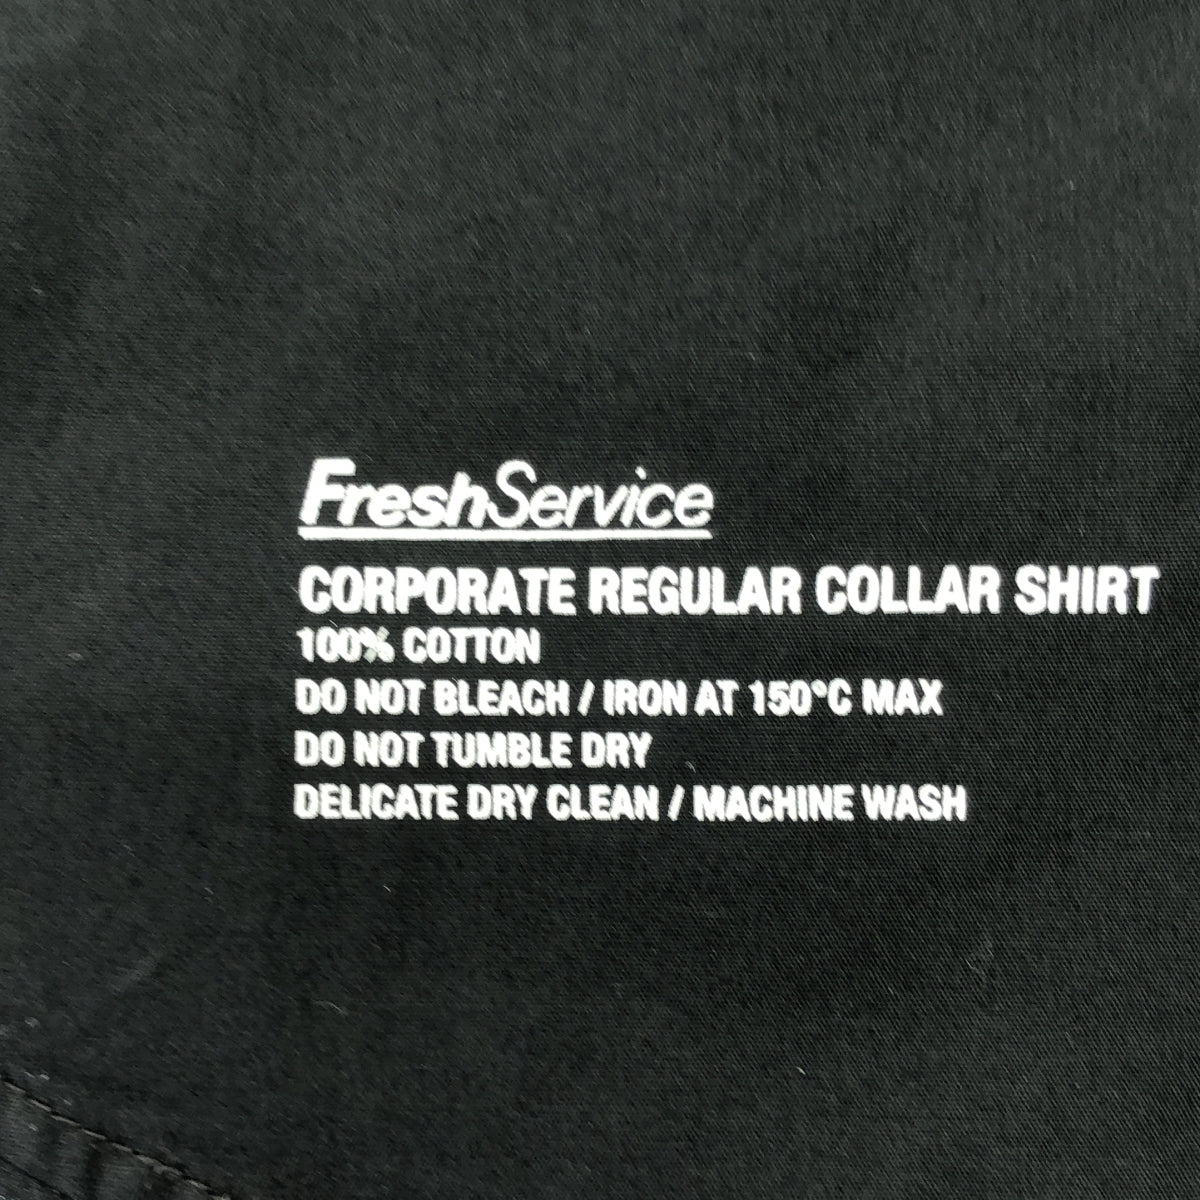 FreshService
CORPORATE REGULAR COLLAR SHIRT
100% COTTON
DO NOT BLEACH / IRON AT 150°C MAX
DO NOT TUMBLE DRY
DELICATE DRY CLEAN / MACHINE WASH